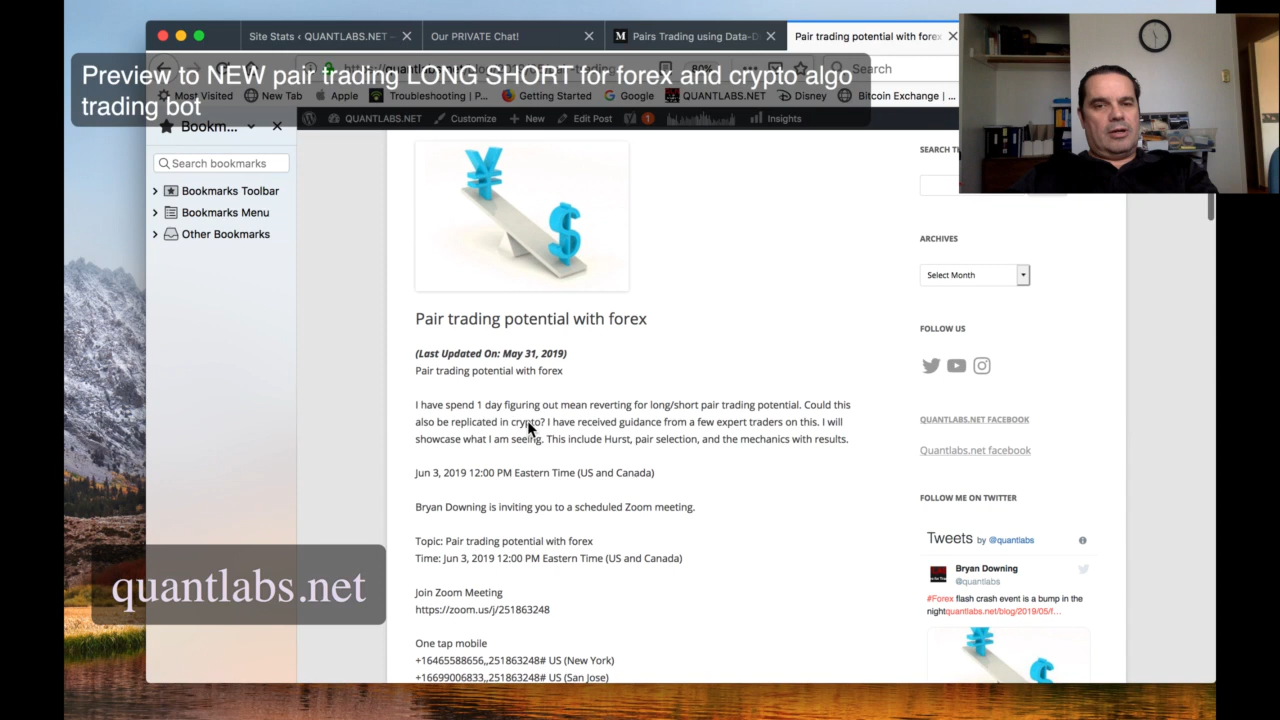 Site Stats ‹ QUANTLABS.NET —
Our PRIVATE Chat!
M Pairs Trading using Data-D
Pair trading potential with forex
Preview to NEW pair trading LONG SHORT for forex and crypto algo
trading bot
80%
Search
Most Visited
New Tab
Apple
Troubleshooting | P...
Getting Started
Google
QUANTLABS.NET
Disney
Bitcoin Exchange | ...
Bookm...
QUANTLABS.NET
Customize
New
Edit Post
1
Insights
Search bookmarks
Bookmarks Toolbar
Bookmarks Menu
Other Bookmarks
Pair trading potential with forex
(Last Updated On: May 31, 2019)
Pair trading potential with forex
I have spend 1 day figuring out mean reverting for long/short pair trading potential. Could this
also be replicated in crypto? I have received guidance from a few expert traders on this. I will
showcase what I am seeing. This include Hurst, pair selection, and the mechanics with results.
Jun 3, 2019 12:00 PM Eastern Time (US and Canada)
Bryan Downing is inviting you to a scheduled Zoom meeting.
Topic: Pair trading potential with forex
Time: Jun 3, 2019 12:00 PM Eastern Time (US and Canada)
Join Zoom Meeting
https://zoom.us/j/251863248
One tap mobile
+16465588656,,251863248# US (New York)
+16699006833,,251863248# US (San Jose)
SEARCH
ARCHIVES
Select Month
FOLLOW US
QUANTLABS.NET FACEBOOK
Quantlabs.net facebook
FOLLOW ME ON TWITTER
Tweets by @quantlabs
Bryan Downing
@quantlabs
#Forex flash crash event is a bump in the
nightquantlabs.net/blog/2019/05/f…
quantlabs.net